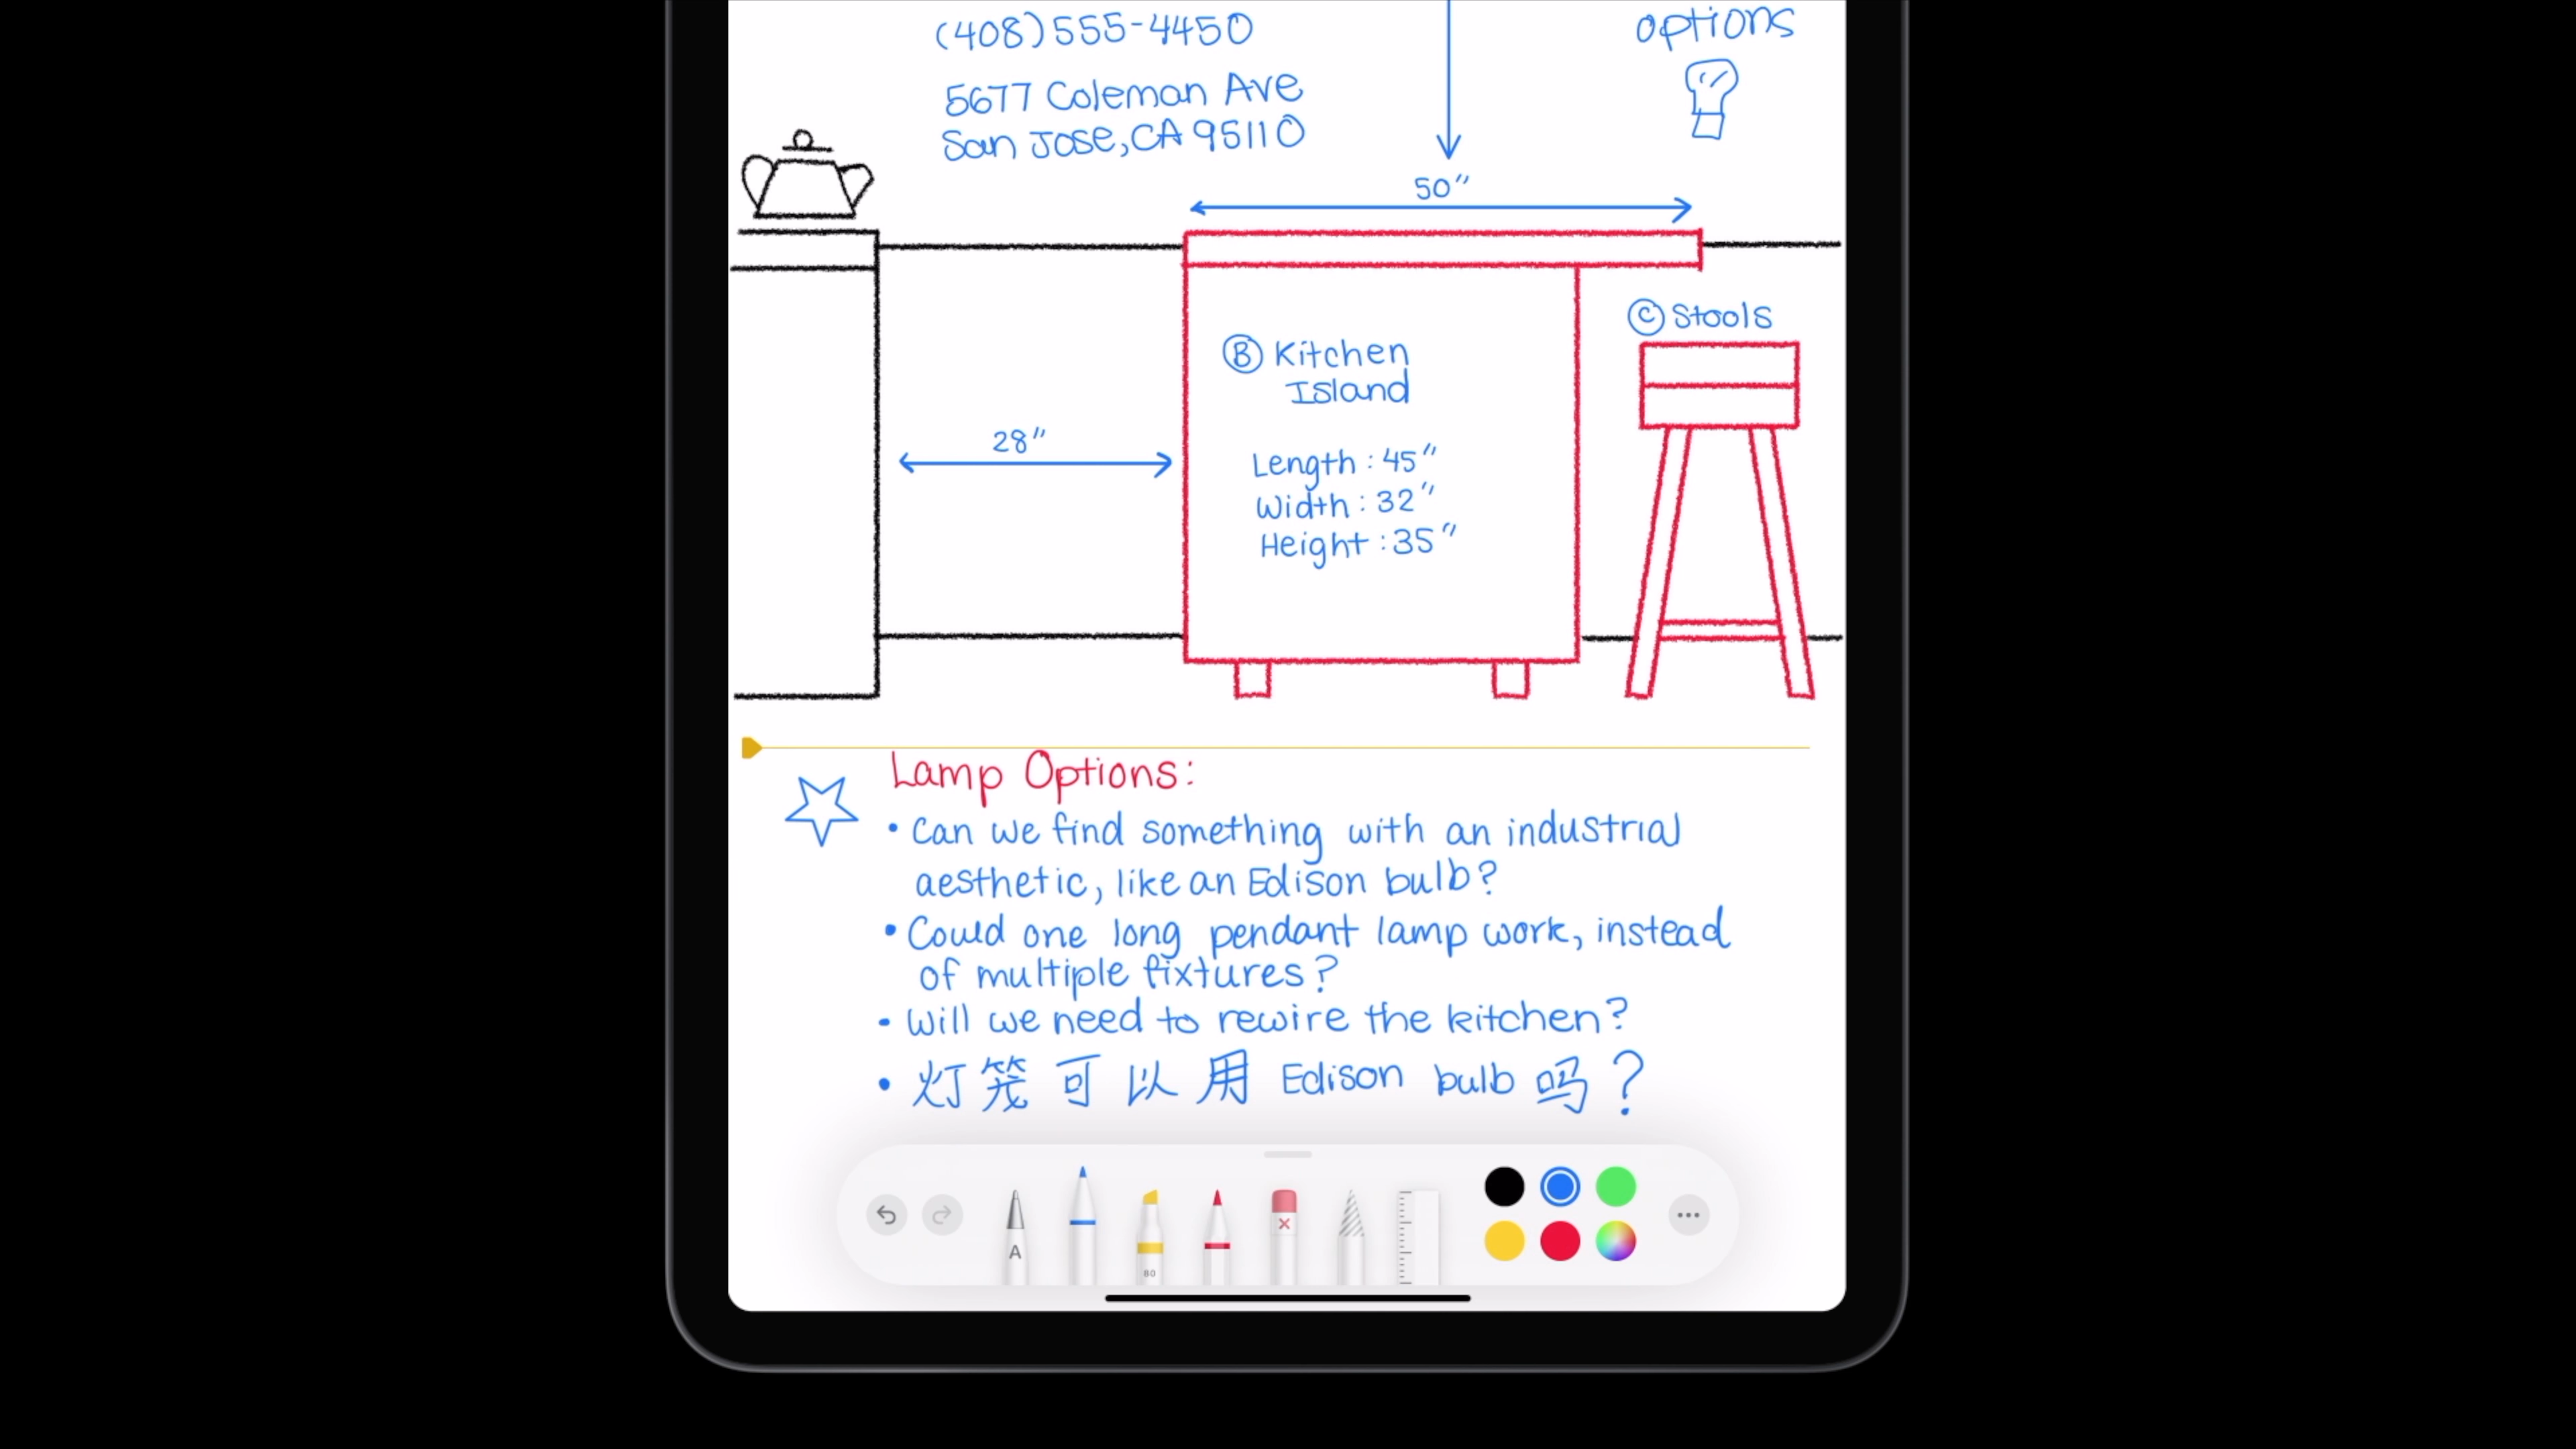 (408) 555-4450
options
5677 Coleman Ave
San Jose, CA 95110
50"
C Stools
B Kitchen
Island
28"
Length: 45"
Width: 32"
Height: 35"
Lamp Options:
• Can we find something with an industrial
aesthetic, like an Edison bulb?
• Could one long pendant lamp work, instead
of multiple fixtures?
- Will we need to rewire the kitchen?
• 灯笼可以用 Edison bulb 吗?
A
80